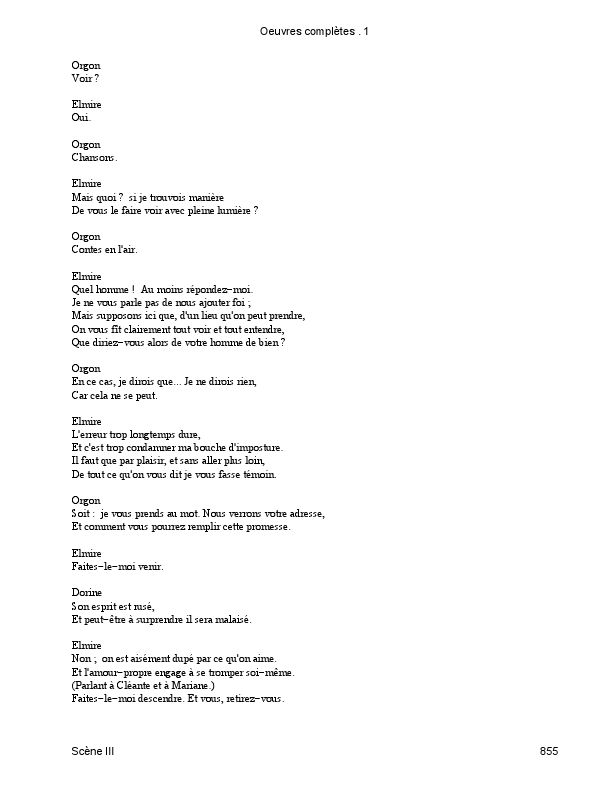 Oeuvres complètes . 1
Orgon
Voir ?
Elmire
Oui.
Orgon
Chansons.
Elmire
Mais quoi ?  si je trouvois manière
De vous le faire voir avec pleine lumière ?
Orgon
Contes en l'air.
Elmire
Quel homme !  Au moins répondez−moi.
Je ne vous parle pas de nous ajouter foi ;
Mais supposons ici que, d'un lieu qu'on peut prendre,
On vous fît clairement tout voir et tout entendre,
Que diriez−vous alors de votre homme de bien ?
Orgon
En ce cas, je dirois que... Je ne dirois rien,
Car cela ne se peut.
Elmire
L'erreur trop longtemps dure,
Et c'est trop condamner ma bouche d'imposture.
Il faut que par plaisir, et sans aller plus loin,
De tout ce qu'on vous dit je vous fasse témoin.
Orgon
Soit :  je vous prends au mot. Nous verrons votre adresse,
Et comment vous pourrez remplir cette promesse.
Elmire
Faites−le−moi venir.
Dorine
Son esprit est rusé,
Et peut−être à surprendre il sera malaisé.
Elmire
Non ;  on est aisément dupé par ce qu'on aime.
Et l'amour−propre engage à se tromper soi−même.
(Parlant à Cléante et à Mariane.)
Faites−le−moi descendre. Et vous, retirez−vous.
Scène III
855